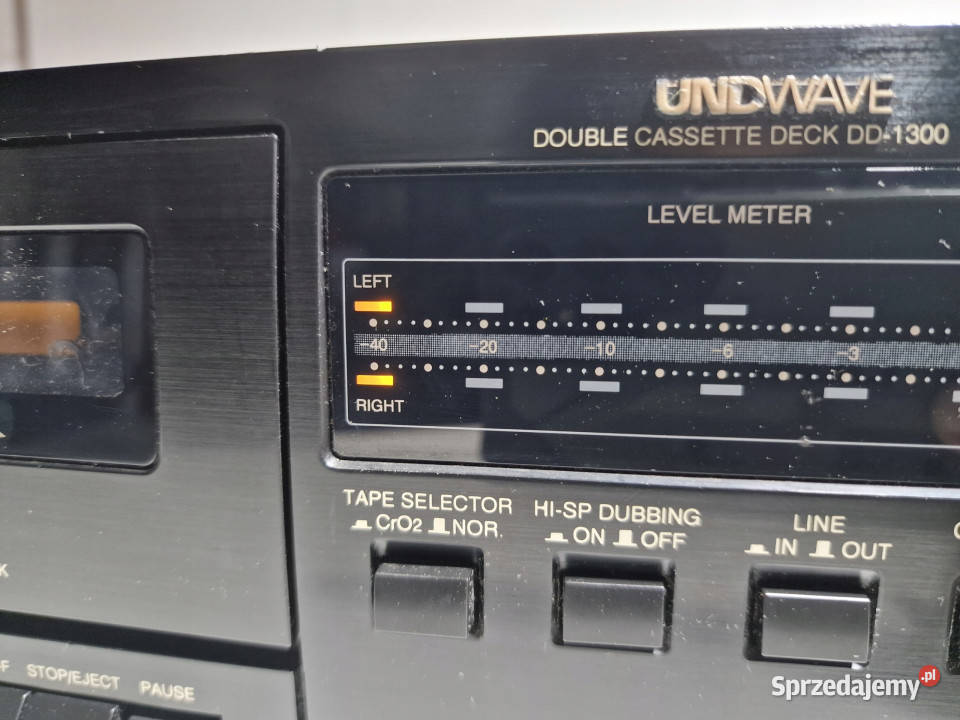 UNDWAVE
DOUBLE CASSETTE DECK DD-1300
LEVEL METER
LEFT
-40 -20 -10 -6 -3
RIGHT
TAPE SELECTOR
CrO2 NOR.
HI-SP DUBBING
ON OFF
LINE
IN OUT
STOP/EJECT PAUSE
Sprzedajemy.pl